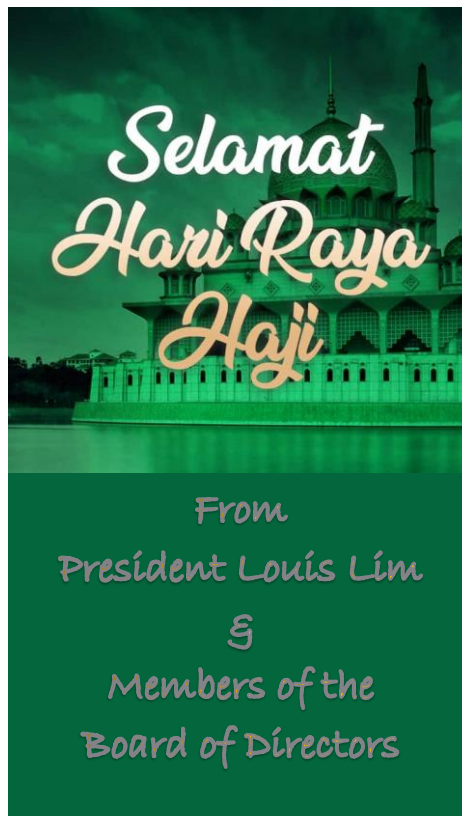 Selamat
Hari Raya
Haji
From
President Louis Lim
&
Members of the
Board of Directors